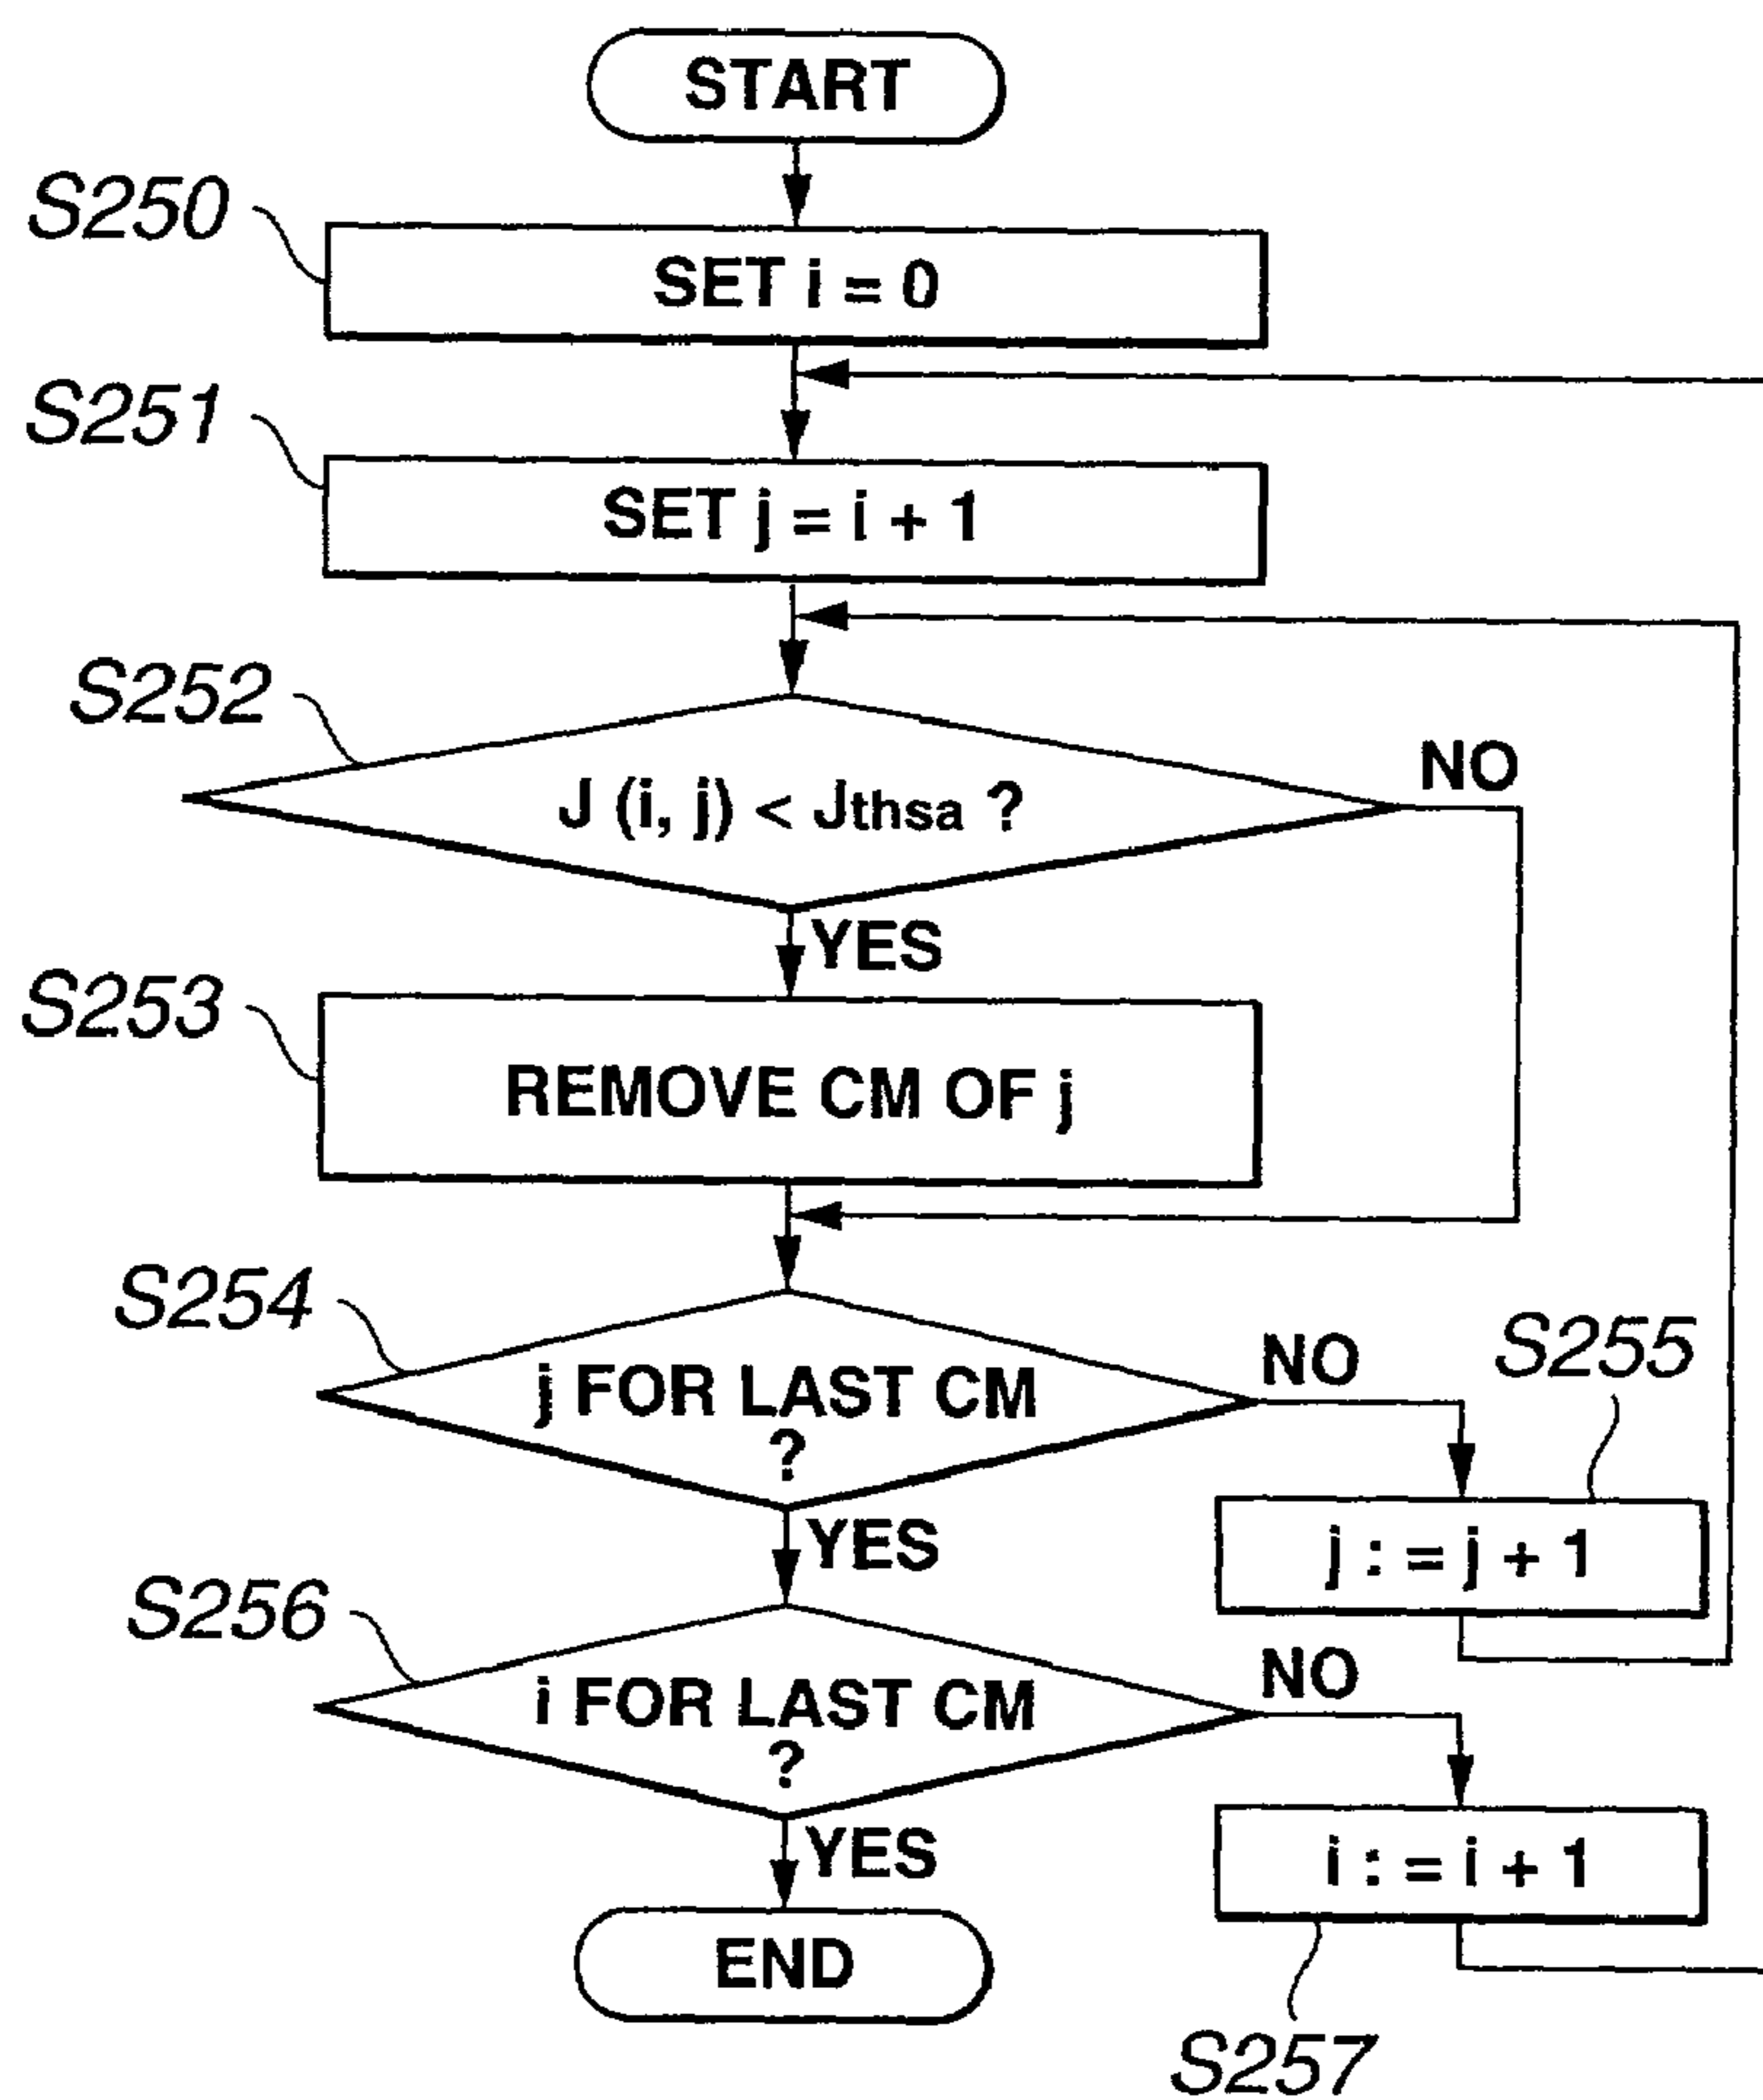 START
S250
SET i = 0
S251
SET j = i + 1
S252
J (i, j) < Jthsa ?
NO
YES
S253
REMOVE CM OF j
S254
j FOR LAST CM
?
NO
S255
YES
j : = j + 1
S256
i FOR LAST CM
?
NO
YES
i : = i + 1
END
S257